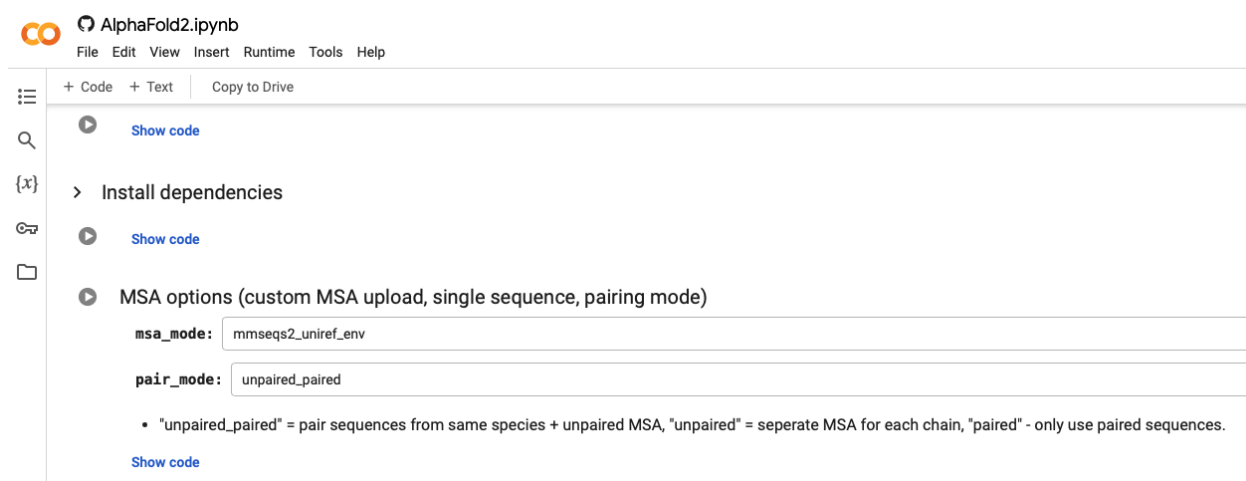 AlphaFold2.ipynb
File Edit View Insert Runtime Tools Help
+ Code + Text Copy to Drive
Show code
{x}
Install dependencies
Show code
MSA options (custom MSA upload, single sequence, pairing mode)
msa_mode: mmseqs2_uniref_env
pair_mode: unpaired_paired
• "unpaired_paired" = pair sequences from same species + unpaired MSA, "unpaired" = seperate MSA for each chain, "paired" - only use paired sequences.
Show code